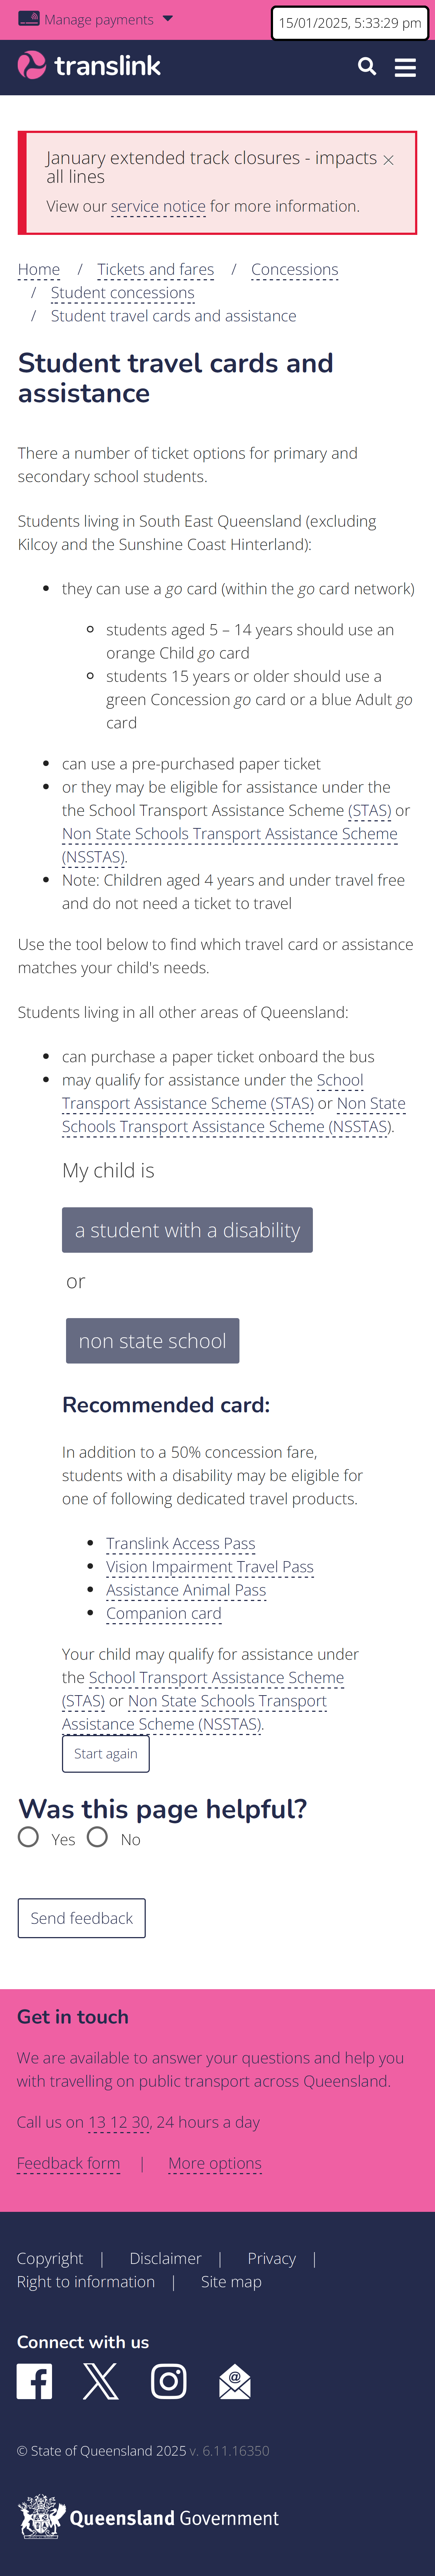 Manage payments
15/01/2025, 5:33:29 pm
translink
January extended track closures - impacts
all lines
View our service notice for more information.
Home / Tickets and fares / Concessions
/ Student concessions
/ Student travel cards and assistance
Student travel cards and
assistance
There a number of ticket options for primary and
secondary school students.
Students living in South East Queensland (excluding
Kilcoy and the Sunshine Coast Hinterland):
they can use a go card (within the go card network)
students aged 5 – 14 years should use an
orange Child go card
students 15 years or older should use a
green Concession go card or a blue Adult go
card
can use a pre-purchased paper ticket
or they may be eligible for assistance under the
the School Transport Assistance Scheme (STAS) or
Non State Schools Transport Assistance Scheme
(NSSTAS).
Note: Children aged 4 years and under travel free
and do not need a ticket to travel
Use the tool below to find which travel card or assistance
matches your child's needs.
Students living in all other areas of Queensland:
can purchase a paper ticket onboard the bus
may qualify for assistance under the School
Transport Assistance Scheme (STAS) or Non State
Schools Transport Assistance Scheme (NSSTAS).
My child is
a student with a disability
or
non state school
Recommended card:
In addition to a 50% concession fare,
students with a disability may be eligible for
one of following dedicated travel products.
Translink Access Pass
Vision Impairment Travel Pass
Assistance Animal Pass
Companion card
Your child may qualify for assistance under
the School Transport Assistance Scheme
(STAS) or Non State Schools Transport
Assistance Scheme (NSSTAS).
Start again
Was this page helpful?
Yes No
Send feedback
Get in touch
We are available to answer your questions and help you
with travelling on public transport across Queensland.
Call us on 13 12 30, 24 hours a day
Feedback form | More options
Copyright | Disclaimer | Privacy |
Right to information | Site map
Connect with us
© State of Queensland 2025 v. 6.11.16350
Queensland Government